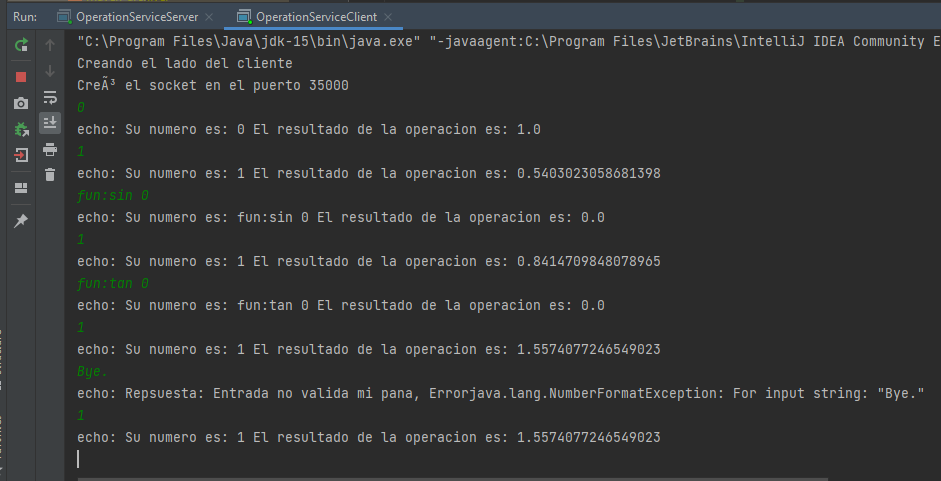 Run: OperationServiceServer × OperationServiceClient ×
"C:\Program Files\Java\jdk-15\bin\java.exe" "-javaagent:C:\Program Files\JetBrains\IntelliJ IDEA Community E
Creando el lado del cliente
CreÃ³ el socket en el puerto 35000
0
echo: Su numero es: 0 El resultado de la operacion es: 1.0
1
echo: Su numero es: 1 El resultado de la operacion es: 0.5403023058681398
fun:sin 0
echo: Su numero es: fun:sin 0 El resultado de la operacion es: 0.0
1
echo: Su numero es: 1 El resultado de la operacion es: 0.8414709848078965
fun:tan 0
echo: Su numero es: fun:tan 0 El resultado de la operacion es: 0.0
1
echo: Su numero es: 1 El resultado de la operacion es: 1.5574077246549023
Bye.
echo: Repsuesta: Entrada no valida mi pana, Errorjava.lang.NumberFormatException: For input string: "Bye."
1
echo: Su numero es: 1 El resultado de la operacion es: 1.5574077246549023